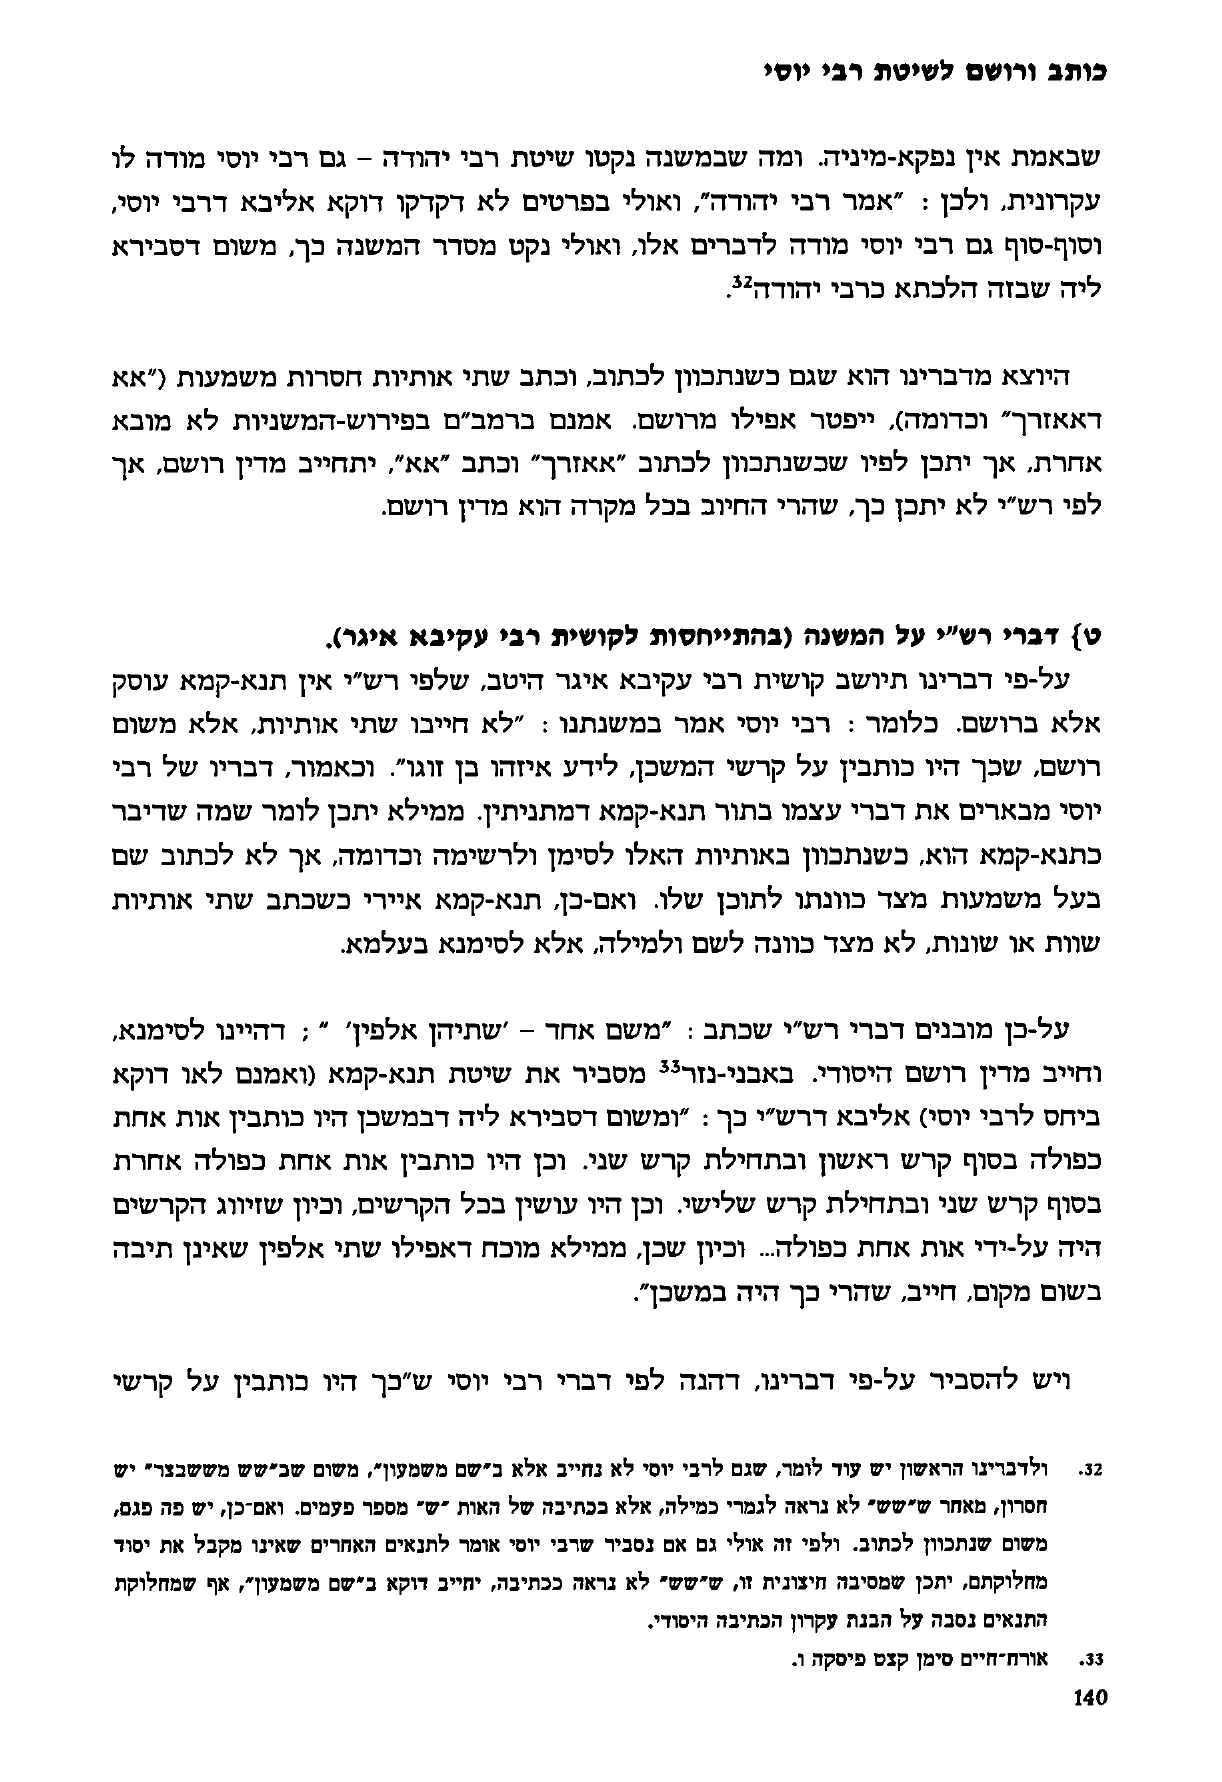 כותב ורושם לשיטת רבי יוסי
שבאמת אין נפקא-מיניה. ומה שבמשנה נקטו שיטת רבי יהודה – גם רבי יוסי מודה לו
עקרונית, ולכן : "אמר רבי יהודה", ואולי בפרטים לא דקדקו דוקא אליבא דרבי יוסי,
וסוף-סוף גם רבי יוסי מודה לדברים אלו, ואולי נקט מסדר המשנה כך, משום דסבירא
ליה שבזה הלכתא כרבי יהודה32.
היוצא מדברינו הוא שגם כשנתכוון לכתוב, וכתב שתי אותיות חסרות משמעות ("אא
דאאזרך" וכדומה), ייפטר אפילו מרושם. אמנם ברמב"ם בפירוש-המשניות לא מובא
אחרת, אך יתכן לפיו שכשנתכוון לכתוב "אאזרך" וכתב "אא", יתחייב מדין רושם, אך
לפי רש"י לא יתכן כך, שהרי החיוב בכל מקרה הוא מדין רושם.
ט} דברי רש"י על המשנה (בהתייחסות לקושית רבי עקיבא איגר).
על-פי דברינו תיושב קושית רבי עקיבא איגר היטב, שלפי רש"י אין תנא-קמא עוסק
אלא ברושם. כלומר : רבי יוסי אמר במשנתנו : "לא חייבו שתי אותיות, אלא משום
רושם, שכך היו כותבין על קרשי המשכן, לידע איזהו בן זוגו". וכאמור, דבריו של רבי
יוסי מבארים את דברי עצמו בתור תנא-קמא דמתניתין. ממילא יתכן לומר שמה שדיבר
כתנא-קמא הוא, כשנתכוון באותיות האלו לסימן ולרשימה וכדומה, אך לא לכתוב שם
בעל משמעות מצד כוונתו לתוכן שלו. ואם-כן, תנא-קמא איירי כשכתב שתי אותיות
שוות או שונות, לא מצד כוונה לשם ולמילה, אלא לסימנא בעלמא.
על-כן מובנים דברי רש"י שכתב : "משם אחד – 'שתיהן אלפין' " ; דהיינו לסימנא,
וחייב מדין רושם היסודי. באבני-נזר33 מסביר את שיטת תנא-קמא (ואמנם לאו דוקא
ביחס לרבי יוסי) אליבא דרש"י כך : "ומשום דסבירא ליה דבמשכן היו כותבין אות אחת
כפולה בסוף קרש ראשון ובתחילת קרש שני. וכן היו כותבין אות אחת כפולה אחרת
בסוף קרש שני ובתחילת קרש שלישי. וכן היו עושין בכל הקרשים, וכיון שזיווג הקרשים
היה על-ידי אות אחת כפולה... וכיון שכן, ממילא מוכח דאפילו שתי אלפין שאינן תיבה
בשום מקום, חייב, שהרי כך היה במשכן".
ויש להסביר על-פי דברינו, דהנה לפי דברי רבי יוסי ש"כך היו כותבין על קרשי
32. ולדברינו הראשון יש עוד לומר, שגם לרבי יוסי לא נחייב אלא ב"שם משמעון", משום שב"שש מששבצר" יש
חסרון, מאחר ש"שש" לא נראה לגמרי כמילה, אלא בכתיבה של האות "ש" מספר פעמים. ואם-כן, יש פה פגם,
משום שנתכוון לכתוב. ולפי זה אולי גם אם נסביר שרבי יוסי אומר לתנאים האחרים שאינו מקבל את יסוד
מחלוקתם, יתכן שמסיבה חיצונית זו, ש"שש" לא נראה ככתיבה, יחייב דוקא ב"שם משמעון", אף שמחלוקת
התנאים נסבה על הבנת עקרון הכתיבה היסודי.
33. אורח-חיים סימן קצט פיסקה ו.
140